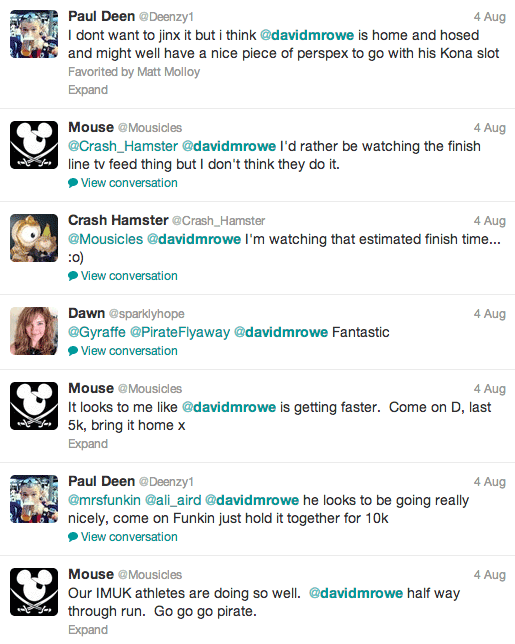 Paul Deen @Deenzy1 4 Aug
I dont want to jinx it but i think @davidmrowe is home and hosed
and might well have a nice piece of perspex to go with his Kona slot
Favorited by Matt Molloy
Expand
Mouse @Mousicles 4 Aug
@Crash_Hamster @davidmrowe I'd rather be watching the finish
line tv feed thing but I don't think they do it.
View conversation
Crash Hamster @Crash_Hamster 4 Aug
@Mousicles @davidmrowe I'm watching that estimated finish time...
:o)
View conversation
Dawn @sparklyhope 4 Aug
@Gyraffe @PirateFlyaway @davidmrowe Fantastic
View conversation
Mouse @Mousicles 4 Aug
It looks to me like @davidmrowe is getting faster.  Come on D, last
5k, bring it home x
Expand
Paul Deen @Deenzy1 4 Aug
@mrsfunkin @ali_aird @davidmrowe he looks to be going really
nicely, come on Funkin just hold it together for 10k
View conversation
Mouse @Mousicles 4 Aug
Our IMUK athletes are doing so well.  @davidmrowe half way
through run.  Go go go pirate.
Expand